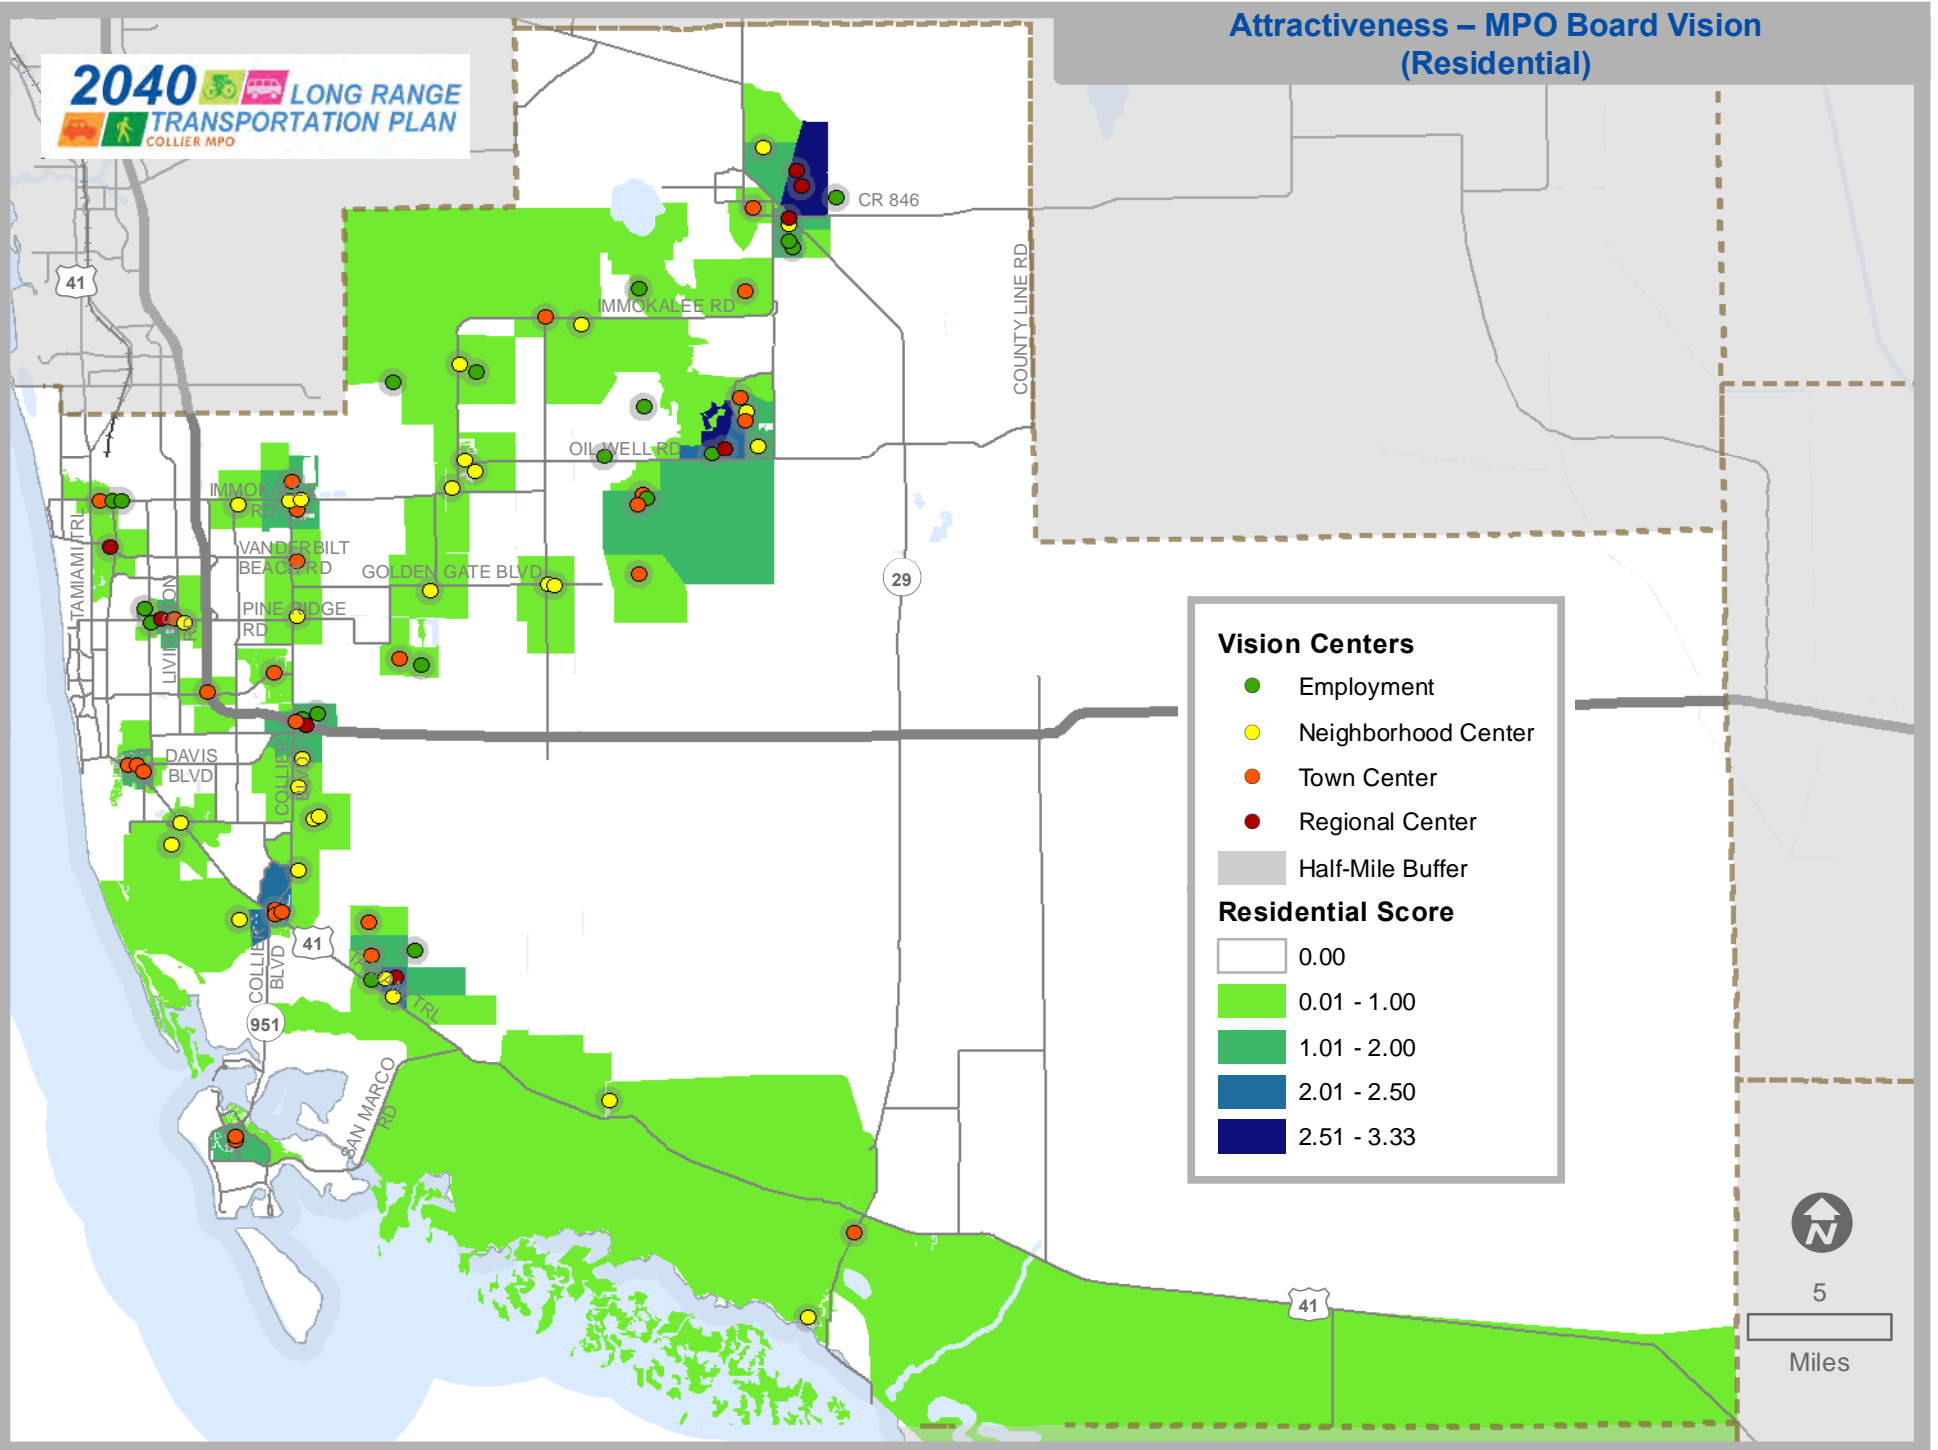 Attractiveness – MPO Board Vision
(Residential)
2040 LONG RANGE
TRANSPORTATION PLAN
COLLIER MPO
41
CR 846
COUNTY LINE RD
IMMOKALEE RD
OIL WELL RD
RD
TAMIAMI TRL
VANDERBILT
BEACH RD
GOLDEN GATE BLVD
29
PINE RIDGE
RD
DAVIS
BLVD
COLLIER
BLVD
41
COLLIER
BLVD
TRL
951
SAN MARCO
RD
41
Vision Centers
Employment
Neighborhood Center
Town Center
Regional Center
Half-Mile Buffer
Residential Score
0.00
0.01 - 1.00
1.01 - 2.00
2.01 - 2.50
2.51 - 3.33
N
5
Miles